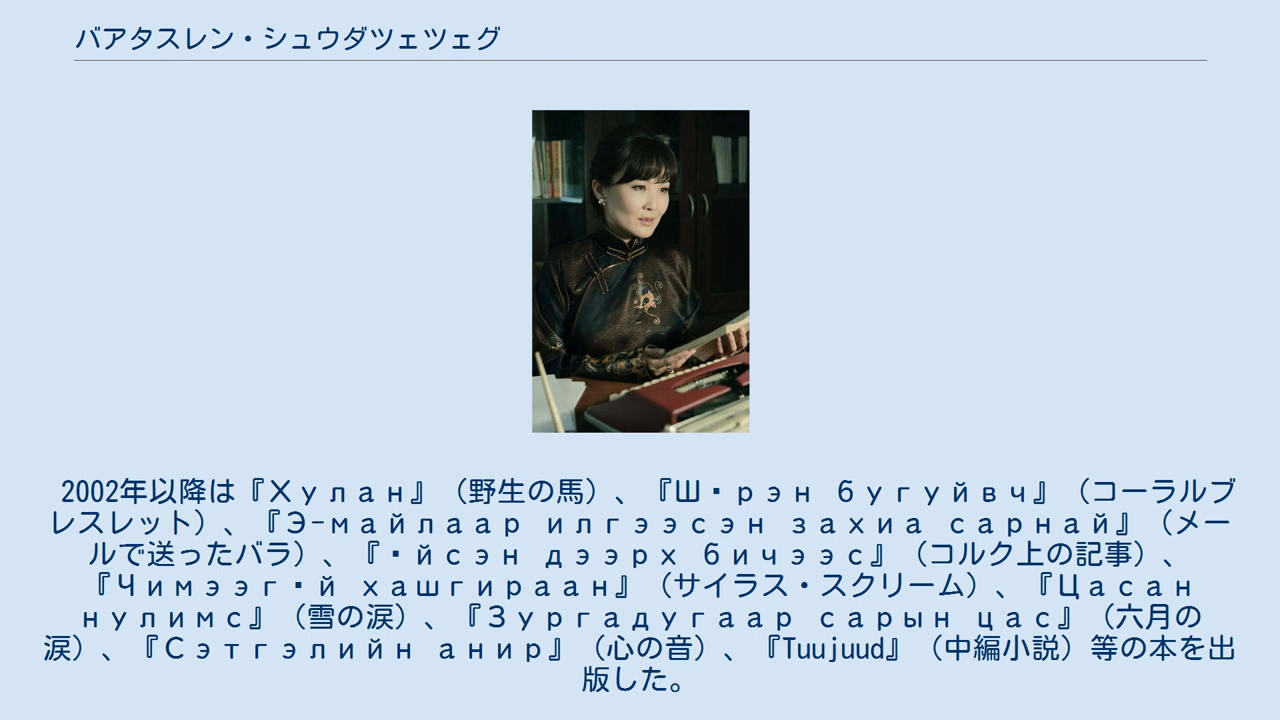 バアタスレン・シュウダツェツェグ
2002年以降は『Хулан』（野生の馬）、『Ш▪рэн бугуйвч』（コーラルブ
レスレット）、『Э-майлаар илгээсэн захиа сарнай』（メー
ルで送ったバラ）、『▪йсэн дээрх бичээс』（コルク上の記事）、
『Чимээг▪й хашгираан』（サイラス・スクリーム）、『Цасан
нулимс』（雪の涙）、『Зургадугаар сарын цас』（六月の
涙）、『Сэтгэлийн анир』（心の音）、『Tuujuud』（中編小説）等の本を出
版した。